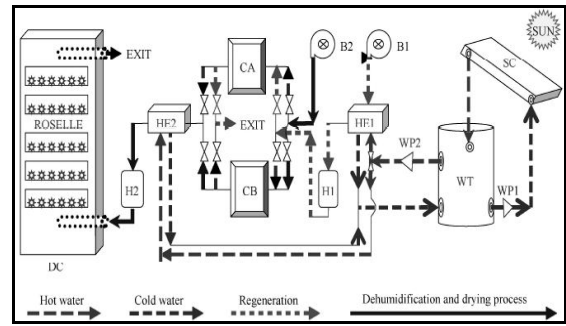 SUN
B2
B1
SC
EXIT
CA
ROSELLE
HE2
EXIT
HE1
WP2
H2
CB
H1
WT
WP1
DC
Hot water
Cold water
Regeneration
Dehumidification and drying process